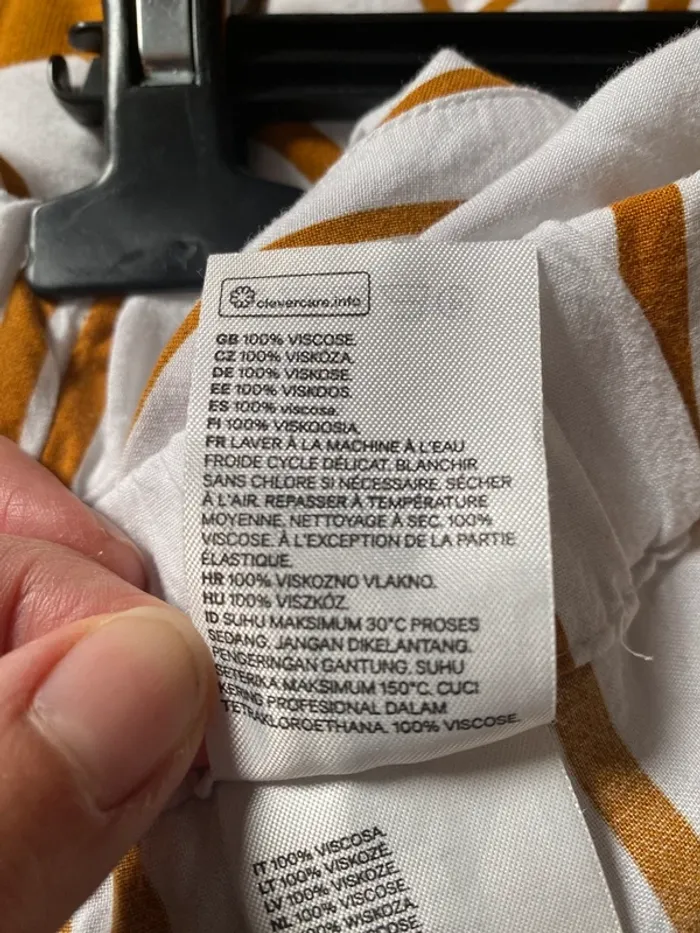 clevercare.info
GB 100% VISCOSE.
CZ 100% VISKÓZA.
DE 100% VISKOSE.
EE 100% VISKOOS.
ES 100% viscosa.
FI 100% VISKOOSIA.
FR LAVER À LA MACHINE À L'EAU
FROIDE CYCLE DÉLICAT. BLANCHIR
SANS CHLORE SI NÉCESSAIRE. SÉCHER
À L'AIR. REPASSER À TEMPÉRATURE
MOYENNE, NETTOYAGE À SEC. 100%
VISCOSE. À L'EXCEPTION DE LA PARTIE
ÉLASTIQUE.
HR 100% VISKOZNO VLAKNO.
HU 100% VISZKÓZ.
ID SUHU MAKSIMUM 30°C PROSES
SEDANG. JANGAN DIKELANTANG.
PENGERINGAN GANTUNG. SUHU
SETERIKA MAKSIMUM 150°C. CUCI
KERING PROFESIONAL DALAM
TETRAKLOROETHANA. 100% VISCOSE.
IT 100% VISCOSA.
LT 100% VISKOZĖ.
LV 100% VISKOZE.
NL 100% VISCOSE.
100% WISKOZA.